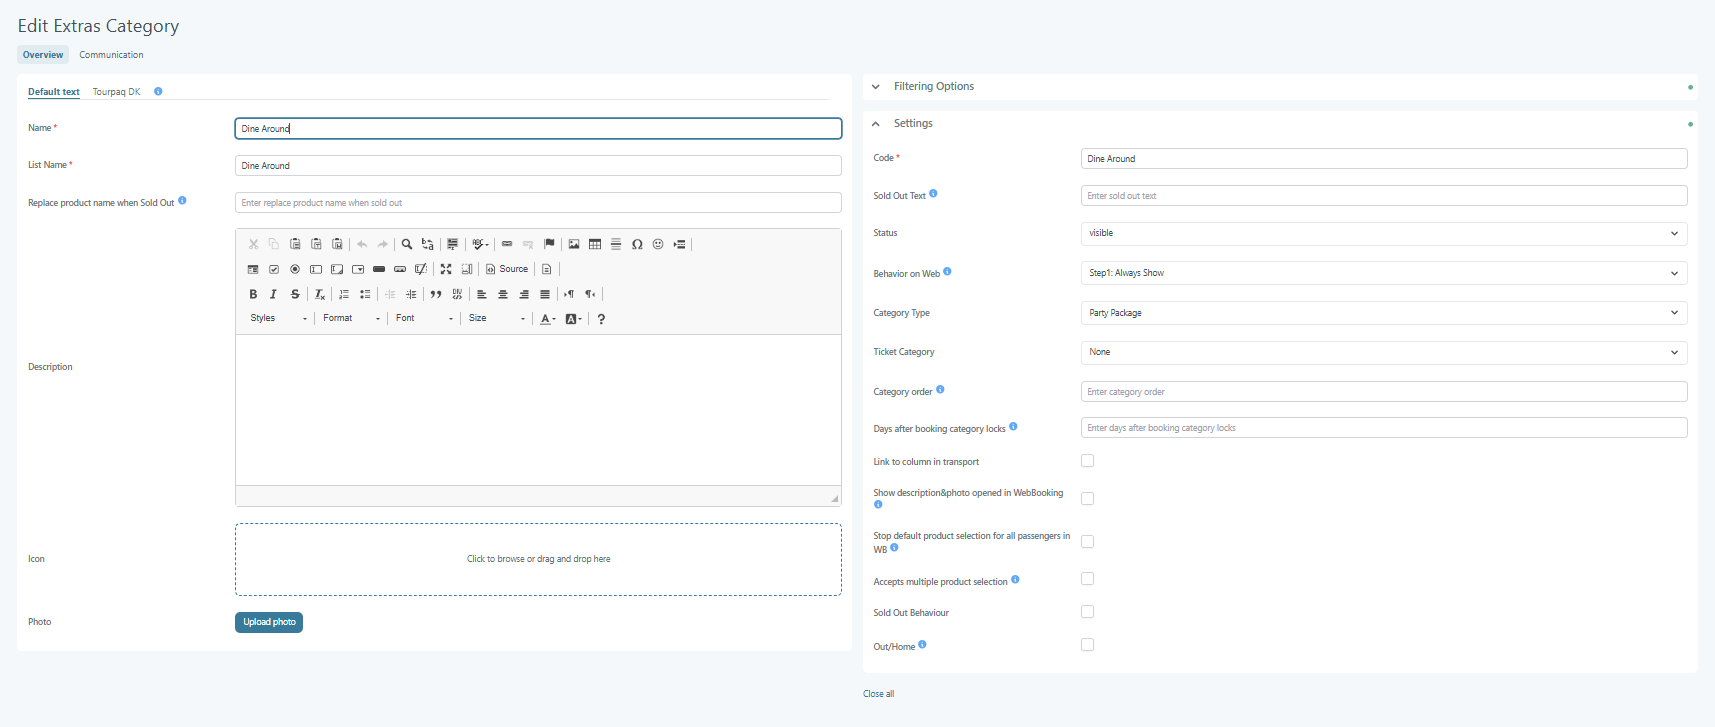 Edit Extras Category
Overview Communication
Default text Tourpaq DK
Name *
Dine Around
List Name *
Dine Around
Replace product name when Sold Out
Enter replace product name when sold out
Source
Styles Format Font Size
Description
Icon
Click to browse or drag and drop here
Photo
Upload photo
Filtering Options
Settings
Code *
Dine Around
Sold Out Text
Enter sold out text
Status
visible
Behavior on Web
Step1: Always Show
Category Type
Party Package
Ticket Category
None
Category order
Enter category order
Days after booking category locks
Enter days after booking category locks
Link to column in transport
Show description&photo opened in WebBooking
Stop default product selection for all passengers in
WB
Accepts multiple product selection
Sold Out Behaviour
Out/Home
Close all